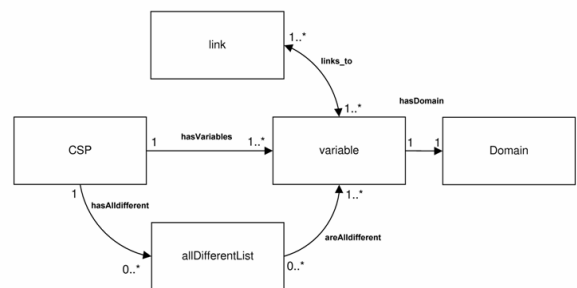 link
1..*
links_to
1..*
hasDomain
CSP
1
hasVariables
1..*
variable
1
1
Domain
1
hasAlldifferent
1..*
areAlldifferent
allDifferentList
0..*
0..*